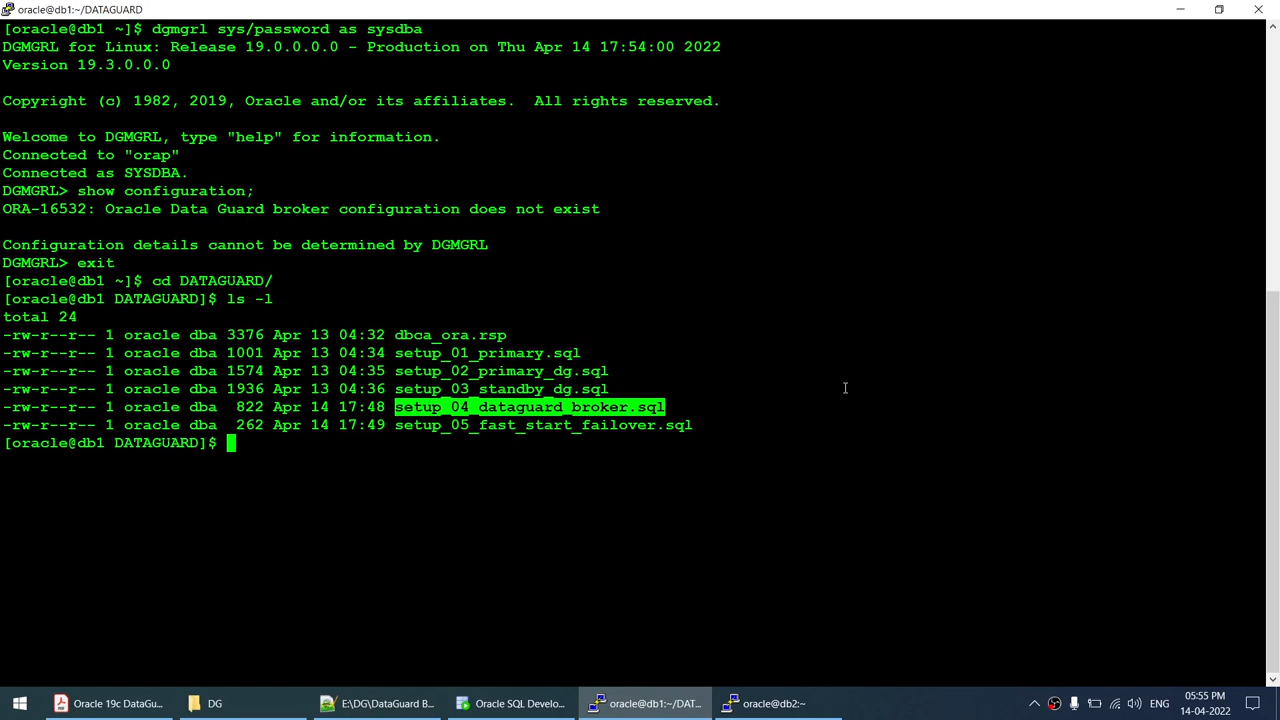 oracle@db1:~/DATAGUARD
[oracle@db1 ~]$ dgmgrl sys/password as sysdba
DGMGRL for Linux: Release 19.0.0.0.0 - Production on Thu Apr 14 17:54:00 2022
Version 19.3.0.0.0
Copyright (c) 1982, 2019, Oracle and/or its affiliates.  All rights reserved.
Welcome to DGMGRL, type "help" for information.
Connected to "orap"
Connected as SYSDBA.
DGMGRL> show configuration;
ORA-16532: Oracle Data Guard broker configuration does not exist
Configuration details cannot be determined by DGMGRL
DGMGRL> exit
[oracle@db1 ~]$ cd DATAGUARD/
[oracle@db1 DATAGUARD]$ ls -l
total 24
-rw-r--r-- 1 oracle dba 3376 Apr 13 04:32 dbca_ora.rsp
-rw-r--r-- 1 oracle dba 1001 Apr 13 04:34 setup_01_primary.sql
-rw-r--r-- 1 oracle dba 1574 Apr 13 04:35 setup_02_primary_dg.sql
-rw-r--r-- 1 oracle dba 1936 Apr 13 04:36 setup_03_standby_dg.sql
-rw-r--r-- 1 oracle dba  822 Apr 14 17:48 setup_04_dataguard_broker.sql
-rw-r--r-- 1 oracle dba  262 Apr 14 17:49 setup_05_fast_start_failover.sql
[oracle@db1 DATAGUARD]$
Oracle 19c DataGu... DG E:\DG\DataGuard B... Oracle SQL Develo... oracle@db1:~/DAT... oracle@db2:~ ENG 05:55 PM
14-04-2022